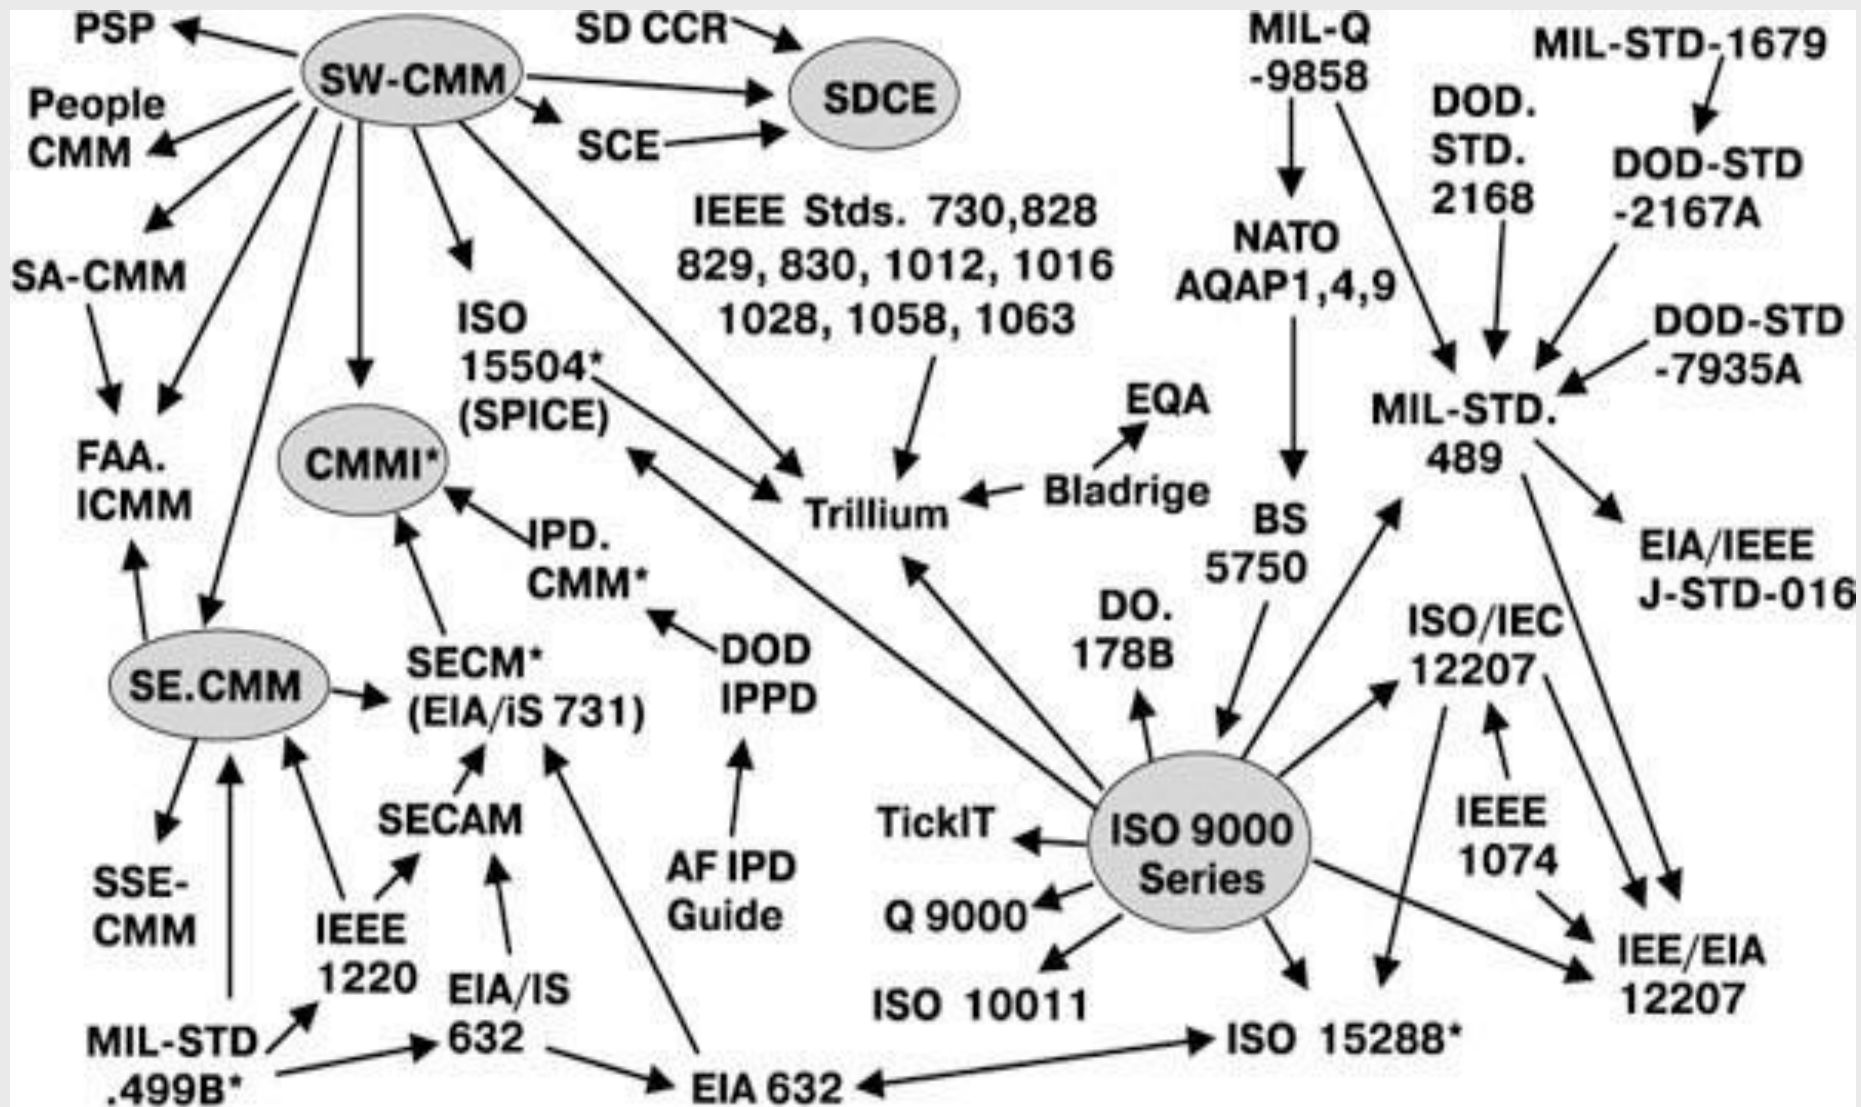 PSP
SW-CMM
SD CCR
SDCE
SCE
People
CMM
SA-CMM
FAA.
ICMM
CMMI*
ISO
15504*
(SPICE)
IEEE Stds. 730,828
829, 830, 1012, 1016
1028, 1058, 1063
MIL-Q
-9858
DOD.
STD.
2168
MIL-STD-1679
DOD-STD
-2167A
NATO
AQAP1,4,9
DOD-STD
-7935A
MIL-STD.
489
EQA
Bladrige
Trillium
BS
5750
EIA/IEEE
J-STD-016
IPD.
CMM*
DO.
178B
ISO/IEC
12207
SE.CMM
SECM*
(EIA/iS 731)
DOD
IPPD
SECAM
AF IPD
Guide
TickIT
ISO 9000
Series
IEEE
1074
SSE-
CMM
IEEE
1220
Q 9000
EIA/IS
632
ISO 10011
IEE/EIA
12207
MIL-STD
.499B*
EIA 632
ISO 15288*